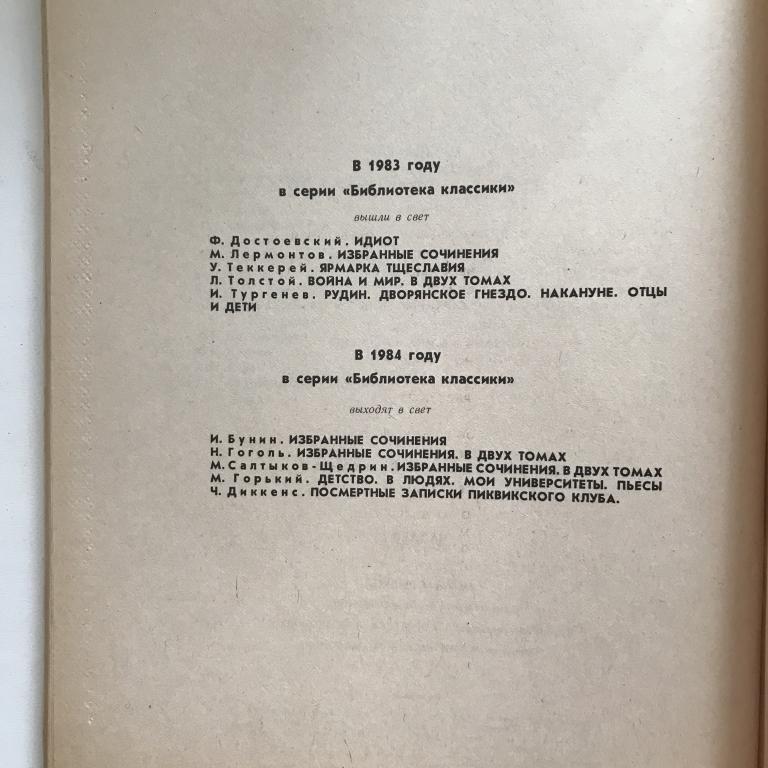 В 1983 году
в серии «Библиотека классики»
вышли в свет
Ф. Достоевский. ИДИОТ
М. Лермонтов. ИЗБРАННЫЕ СОЧИНЕНИЯ
У. Теккерей. ЯРМАРКА ТЩЕСЛАВИЯ
Л. Толстой. ВОЙНА И МИР. В ДВУХ ТОМАХ
И. Тургенев. РУДИН. ДВОРЯНСКОЕ ГНЕЗДО. НАКАНУНЕ. ОТЦЫ
И ДЕТИ
В 1984 году
в серии «Библиотека классики»
выходят в свет
И. Бунин. ИЗБРАННЫЕ СОЧИНЕНИЯ
Н. Гоголь. ИЗБРАННЫЕ СОЧИНЕНИЯ. В ДВУХ ТОМАХ
М. Салтыков-Щедрин. ИЗБРАННЫЕ СОЧИНЕНИЯ. В ДВУХ ТОМАХ
М. Горький. ДЕТСТВО. В ЛЮДЯХ. МОИ УНИВЕРСИТЕТЫ. ПЬЕСЫ
Ч. Диккенс. ПОСМЕРТНЫЕ ЗАПИСКИ ПИКВИКСКОГО КЛУБА.